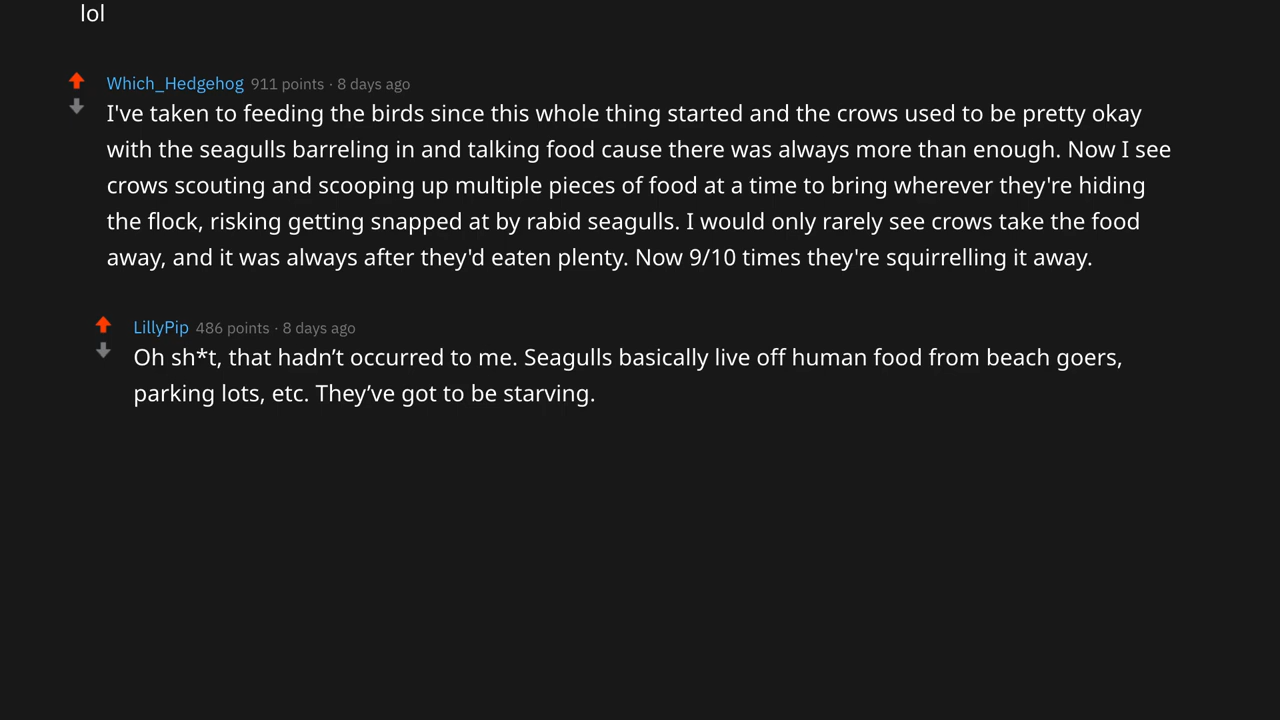 lol
Which_Hedgehog 911 points · 8 days ago
I've taken to feeding the birds since this whole thing started and the crows used to be pretty okay
with the seagulls barreling in and talking food cause there was always more than enough. Now I see
crows scouting and scooping up multiple pieces of food at a time to bring wherever they're hiding
the flock, risking getting snapped at by rabid seagulls. I would only rarely see crows take the food
away, and it was always after they'd eaten plenty. Now 9/10 times they're squirrelling it away.
LillyPip 486 points · 8 days ago
Oh sh*t, that hadn’t occurred to me. Seagulls basically live off human food from beach goers,
parking lots, etc. They’ve got to be starving.